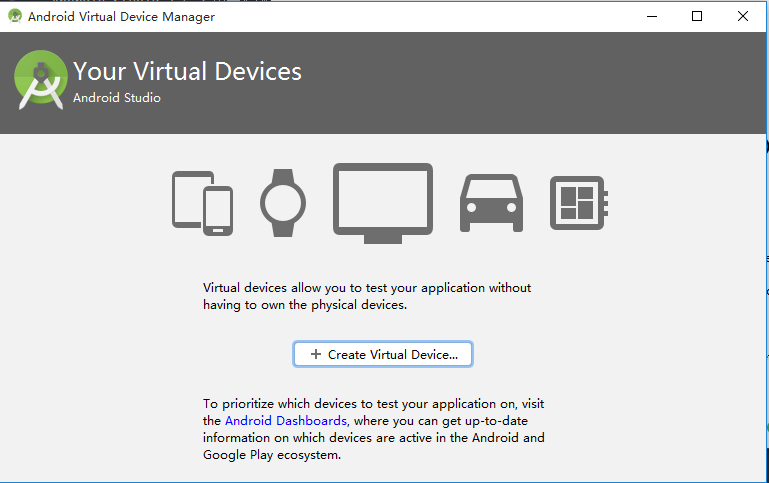 Android Virtual Device Manager
Your Virtual Devices
Android Studio
Virtual devices allow you to test your application without
having to own the physical devices.
+ Create Virtual Device...
To prioritize which devices to test your application on, visit
the Android Dashboards, where you can get up-to-date
information on which devices are active in the Android and
Google Play ecosystem.